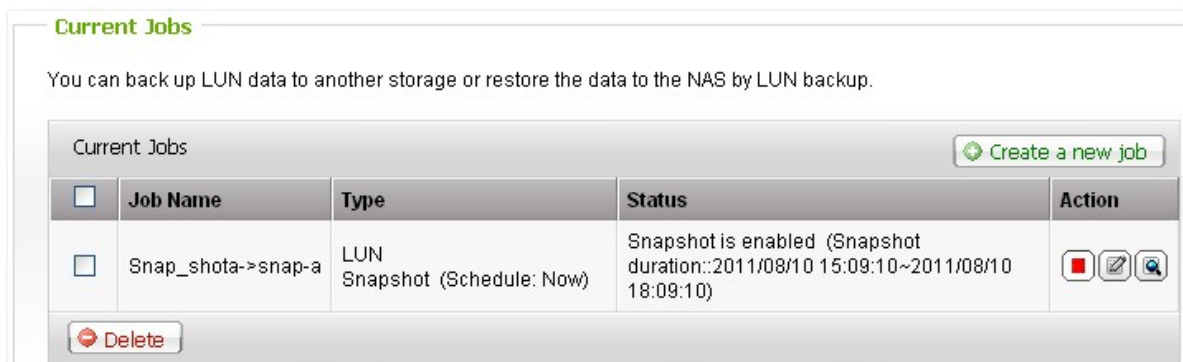 Current Jobs
You can back up LUN data to another storage or restore the data to the NAS by LUN backup.
Current Jobs
Create a new job
Job Name
Type
Status
Action
Snap_shota->snap-a
LUN
Snapshot (Schedule: Now)
Snapshot is enabled (Snapshot
duration::2011/08/10 15:09:10~2011/08/10
18:09:10)
Delete